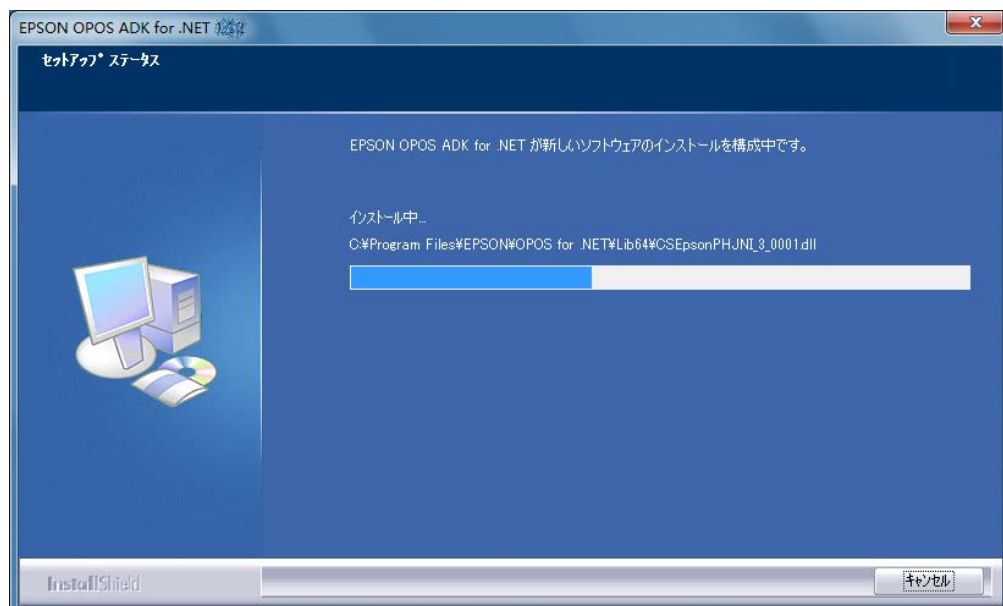 EPSON OPOS ADK for .NET
セットアップ ステータス
EPSON OPOS ADK for .NET が新しいソフトウェアのインストールを構成中です。
インストール中...
C:¥Program Files¥EPSON¥OPOS for .NET¥Lib64¥CSEpsonPHJNI_3_0001.dll
InstallShield
キャンセル